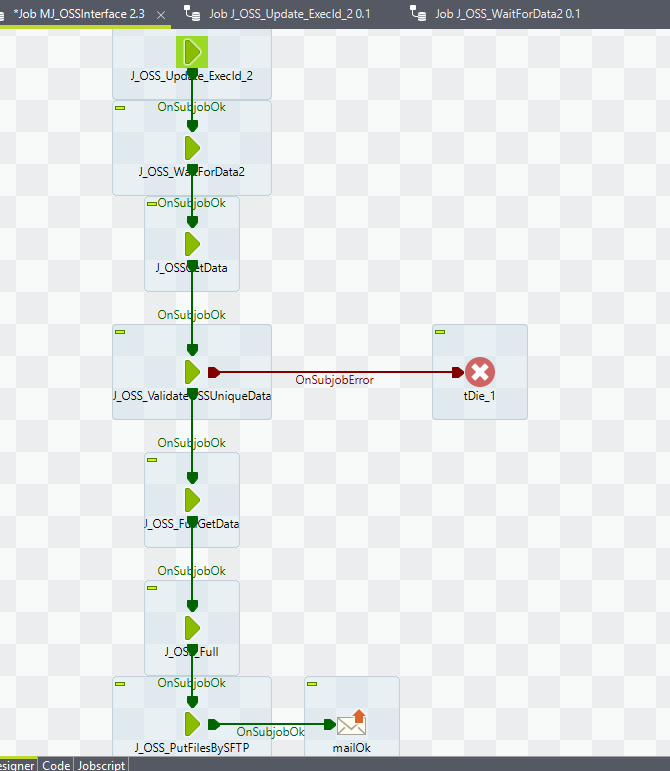 *Job MJ_OSSInterface 2.3
Job J_OSS_Update_ExecId_2 0.1
Job J_OSS_WaitForData2 0.1
J_OSS_Update_ExecId_2
OnSubjobOk
J_OSS_WaitForData2
OnSubjobOk
J_OSSGetData
OnSubjobOk
OnSubjobError
J_OSS_ValidateOSSUniqueData
tDie_1
OnSubjobOk
J_OSS_FullGetData
OnSubjobOk
J_OSS_Full
OnSubjobOk
OnSubjobOk
J_OSS_PutFilesBySFTP
mailOk
esigner
Code
Jobscript